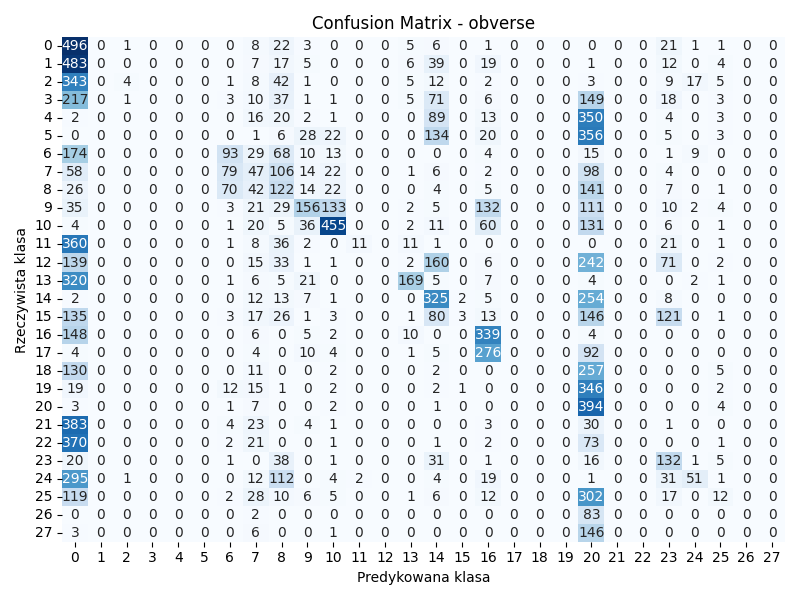 Confusion Matrix - obverse
Rzeczywista klasa
0 496 0 1 0 0 0 0 8 22 3 0 0 0 5 6 0 1 0 0 0 0 0 0 21 1 1 0 0
1 483 0 0 0 0 0 0 7 17 5 0 0 0 6 39 0 19 0 0 0 1 0 0 12 0 4 0 0
2 343 0 4 0 0 0 1 8 42 1 0 0 0 5 12 0 2 0 0 0 3 0 0 9 17 5 0 0
3 217 0 1 0 0 0 3 10 37 1 1 0 0 5 71 0 6 0 0 0 149 0 0 18 0 3 0 0
4 2 0 0 0 0 0 0 16 20 2 1 0 0 0 89 0 13 0 0 0 350 0 0 4 0 3 0 0
5 0 0 0 0 0 0 0 1 6 28 22 0 0 0 134 0 20 0 0 0 356 0 0 5 0 3 0 0
6 174 0 0 0 0 0 93 29 68 10 13 0 0 0 0 0 4 0 0 0 15 0 0 1 9 0 0 0
7 58 0 0 0 0 0 79 47 106 14 22 0 0 1 6 0 2 0 0 0 98 0 0 4 0 0 0 0
8 26 0 0 0 0 0 70 42 122 14 22 0 0 0 4 0 5 0 0 0 141 0 0 7 0 1 0 0
9 35 0 0 0 0 0 3 21 29 156 133 0 0 2 5 0 132 0 0 0 111 0 0 10 2 4 0 0
10 4 0 0 0 0 0 1 20 5 36 455 0 0 2 11 0 60 0 0 0 131 0 0 6 0 1 0 0
11 360 0 0 0 0 0 1 8 36 2 0 11 0 11 1 0 0 0 0 0 0 0 0 21 0 1 0 0
12 139 0 0 0 0 0 0 15 33 1 1 0 0 2 160 0 6 0 0 0 242 0 0 71 0 2 0 0
13 320 0 0 0 0 0 1 6 5 21 0 0 0 169 5 0 7 0 0 0 4 0 0 0 2 1 0 0
14 2 0 0 0 0 0 0 12 13 7 1 0 0 0 325 2 5 0 0 0 254 0 0 8 0 0 0 0
15 135 0 0 0 0 0 3 17 26 1 3 0 0 1 80 3 13 0 0 0 146 0 0 121 0 1 0 0
16 148 0 0 0 0 0 0 6 0 5 2 0 0 10 0 0 339 0 0 0 4 0 0 0 0 0 0 0
17 4 0 0 0 0 0 0 4 0 10 4 0 0 1 5 0 276 0 0 0 92 0 0 0 0 0 0 0
18 130 0 0 0 0 0 0 11 0 0 2 0 0 0 2 0 0 0 0 0 257 0 0 0 0 5 0 0
19 19 0 0 0 0 0 12 15 1 0 2 0 0 0 2 1 0 0 0 0 346 0 0 0 0 2 0 0
20 3 0 0 0 0 0 1 7 0 0 2 0 0 1 0 0 0 0 0 0 394 0 0 0 0 4 0 0
21 383 0 0 0 0 0 4 23 0 4 1 0 0 0 0 0 3 0 0 0 30 0 0 1 0 0 0 0
22 370 0 0 0 0 0 2 21 0 0 0 0 0 1 0 1 2 0 0 0 73 0 0 0 0 1 0 0
23 20 0 0 0 0 0 1 0 38 0 1 0 0 0 31 0 1 0 0 0 16 0 0 132 1 5 0 0
24 295 0 1 0 0 0 0 12 112 0 4 2 0 0 4 0 19 0 0 0 1 0 0 31 51 1 0 0
25 119 0 0 0 0 0 2 28 10 6 5 0 0 1 6 0 12 0 0 0 302 0 0 17 0 12 0 0
26 0 0 0 0 0 0 0 2 0 0 0 0 0 0 0 0 0 0 0 0 83 0 0 0 0 0 0 0
27 3 0 0 0 0 0 0 6 0 0 1 0 0 0 0 0 0 0 0 0 146 0 0 0 0 0 0 0
0 1 2 3 4 5 6 7 8 9 10 11 12 13 14 15 16 17 18 19 20 21 22 23 24 25 26 27
Predykowana klasa